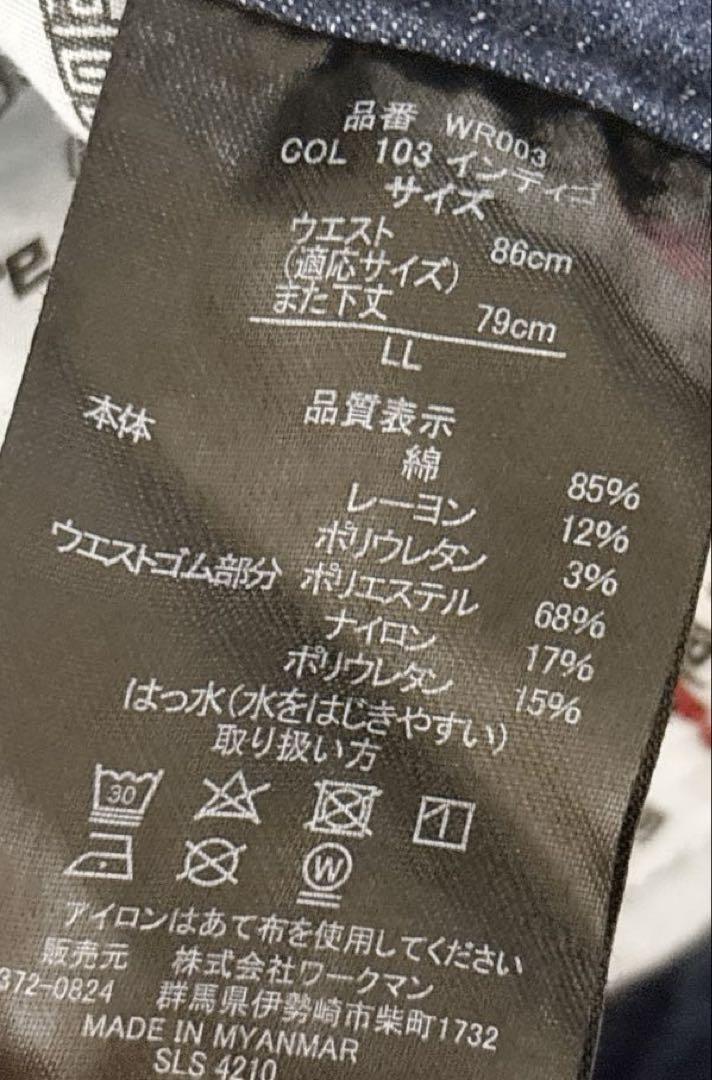 品番 WR003
COL 103 インディゴ
サイズ
ウエスト 86cm
(適応サイズ)
また下丈 79cm
LL
品質表示
本体 綿 85%
レーヨン 12%
ポリウレタン 3%
ウエストゴム部分 ポリエステル 68%
ナイロン 17%
ポリウレタン 15%
はっ水(水をはじきやすい)
取り扱い方
30
W
アイロンはあて布を使用してください
販売元 株式会社ワークマン
372-0824 群馬県伊勢崎市柴町1732
MADE IN MYANMAR
SLS 4210